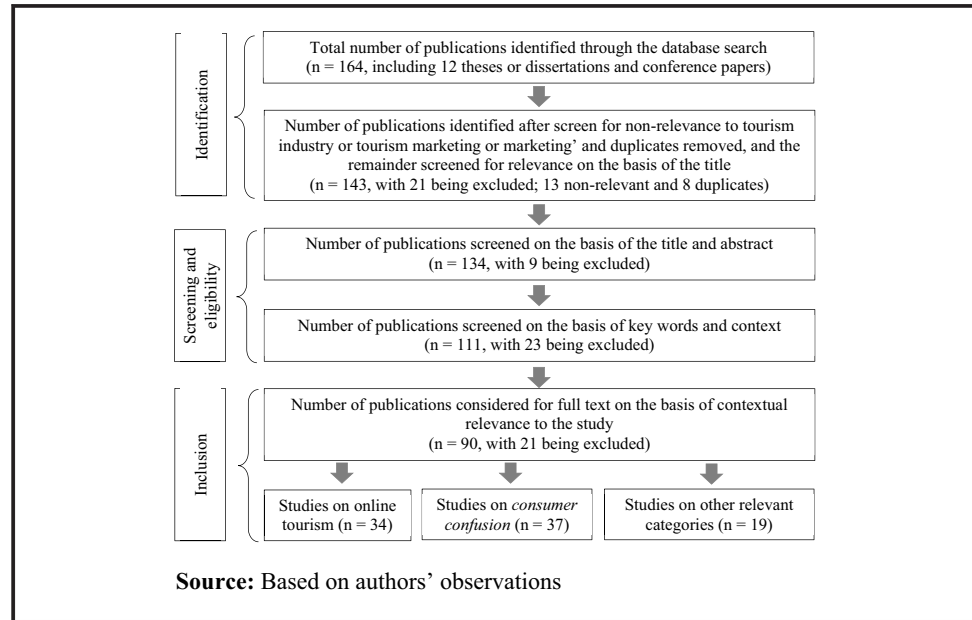 Identification
Total number of publications identified through the database search
(n = 164, including 12 theses or dissertations and conference papers)
Number of publications identified after screen for non-relevance to tourism
industry or tourism marketing or marketing’ and duplicates removed, and the
remainder screened for relevance on the basis of the title
(n = 143, with 21 being excluded; 13 non-relevant and 8 duplicates)
Screening and
eligibility
Number of publications screened on the basis of the title and abstract
(n = 134, with 9 being excluded)
Number of publications screened on the basis of key words and context
(n = 111, with 23 being excluded)
Inclusion
Number of publications considered for full text on the basis of contextual
relevance to the study
(n = 90, with 21 being excluded)
Studies on online
tourism (n = 34)
Studies on consumer
confusion (n = 37)
Studies on other relevant
categories (n = 19)
Source: Based on authors’ observations